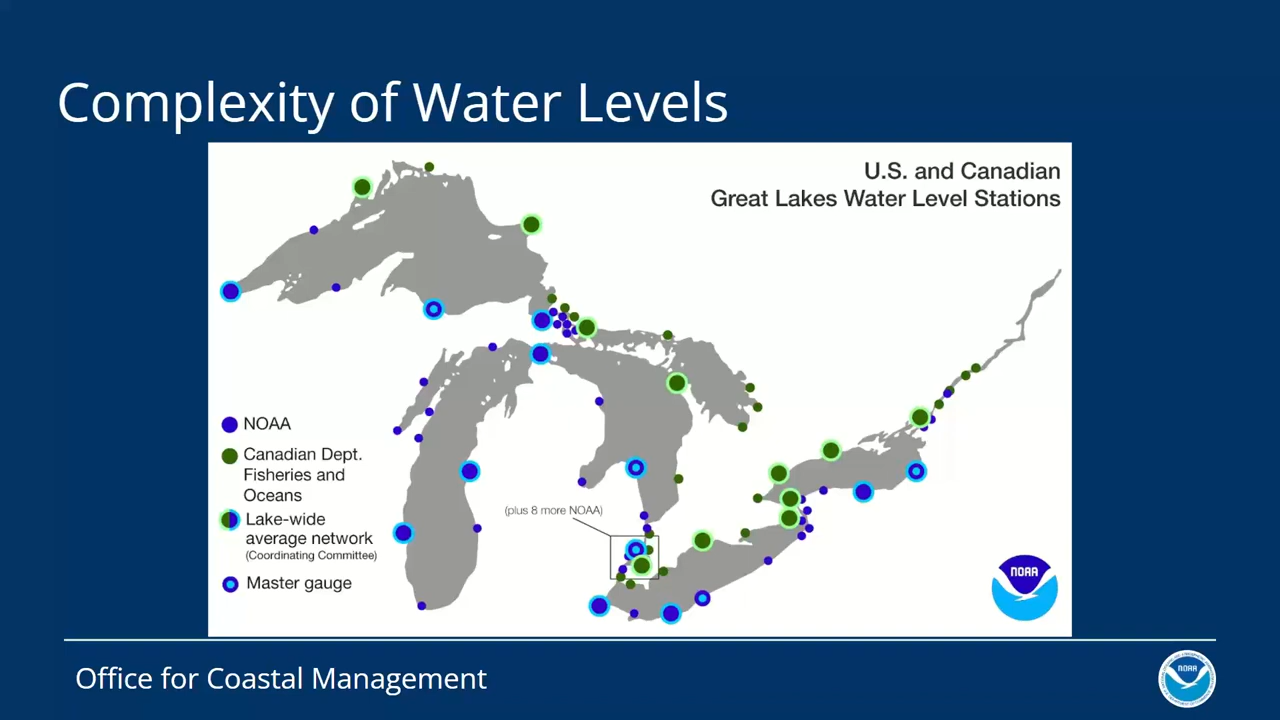 Complexity of Water Levels
U.S. and Canadian
Great Lakes Water Level Stations
NOAA
Canadian Dept.
Fisheries and
Oceans
Lake-wide
average network
(Coordinating Committee)
Master gauge
(plus 8 more NOAA)
NOAA
Office for Coastal Management
NOAA